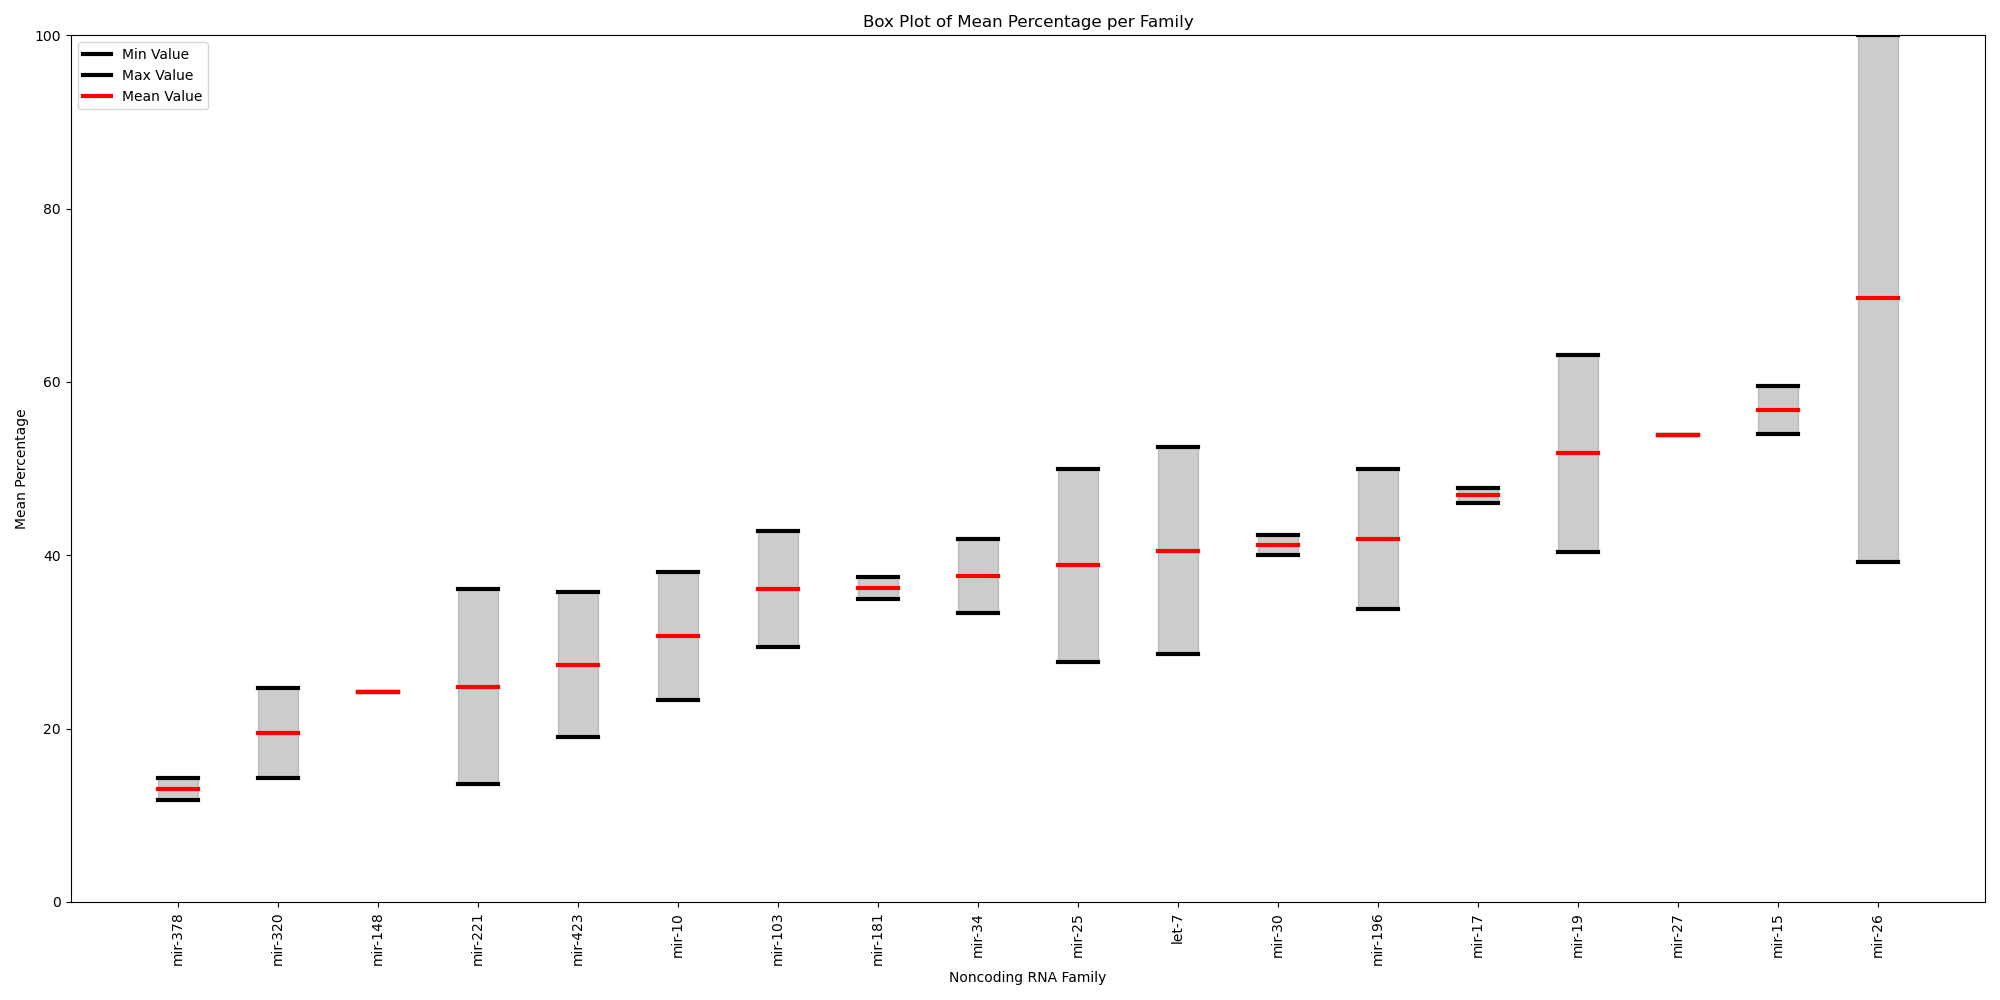 Box Plot of Mean Percentage per Family
Min Value
Max Value
Mean Value
100
80
60
40
20
0
Mean Percentage
mir-378
mir-320
mir-148
mir-221
mir-423
mir-10
mir-103
mir-181
mir-34
mir-25
let-7
mir-30
mir-196
mir-17
mir-19
mir-27
mir-15
mir-26
Noncoding RNA Family